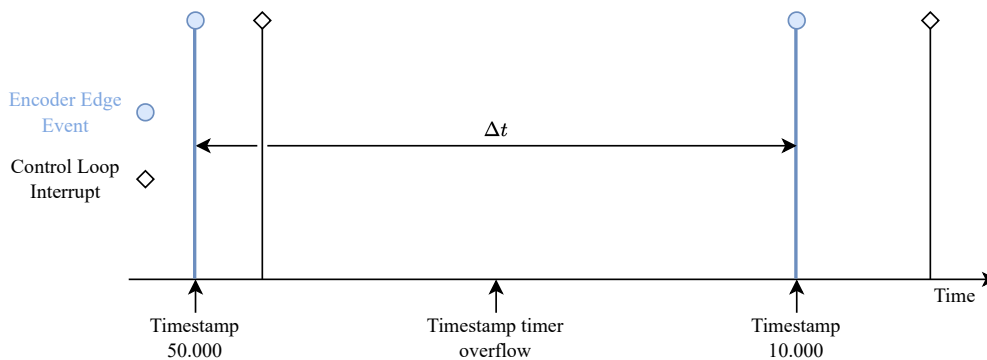 Δt
Encoder Edge
Event
Control Loop
Interrupt
Time
Timestamp
50.000
Timestamp timer
overflow
Timestamp
10.000